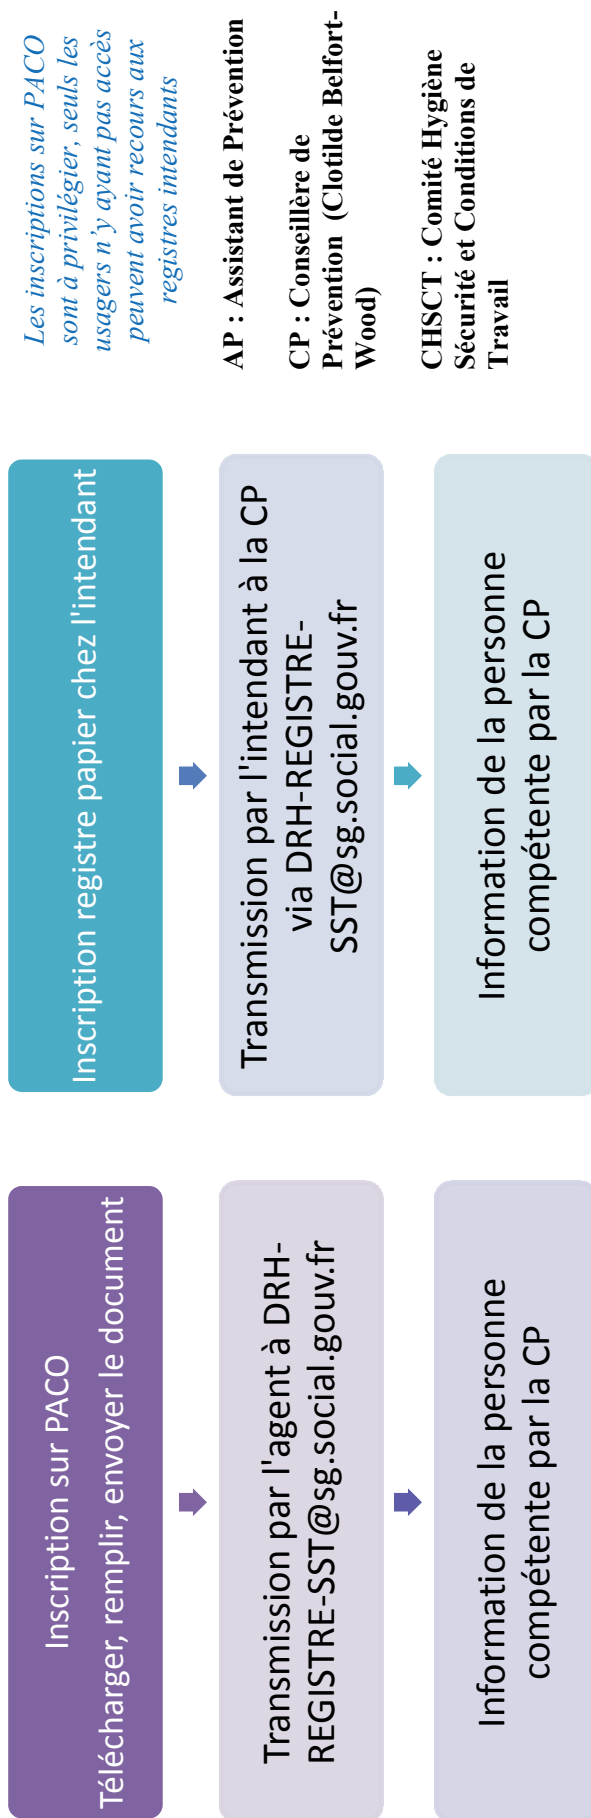 Inscription sur PACO
Télécharger, remplir, envoyer le document
Transmission par l'agent à DRH-
REGISTRE-SST@sg.social.gouv.fr
Information de la personne
compétente par la CP
Inscription registre papier chez l'intendant
Transmission par l'intendant à la CP
via DRH-REGISTRE-
SST@sg.social.gouv.fr
Information de la personne
compétente par la CP
Les inscriptions sur PACO
sont à privilégier, seuls les
usagers n'y ayant pas accès
peuvent avoir recours aux
registres intendants
AP : Assistant de Prévention
CP : Conseillère de
Prévention (Clotilde Belfort-
Wood)
CHSCT : Comité Hygiène
Sécurité et Conditions de
Travail